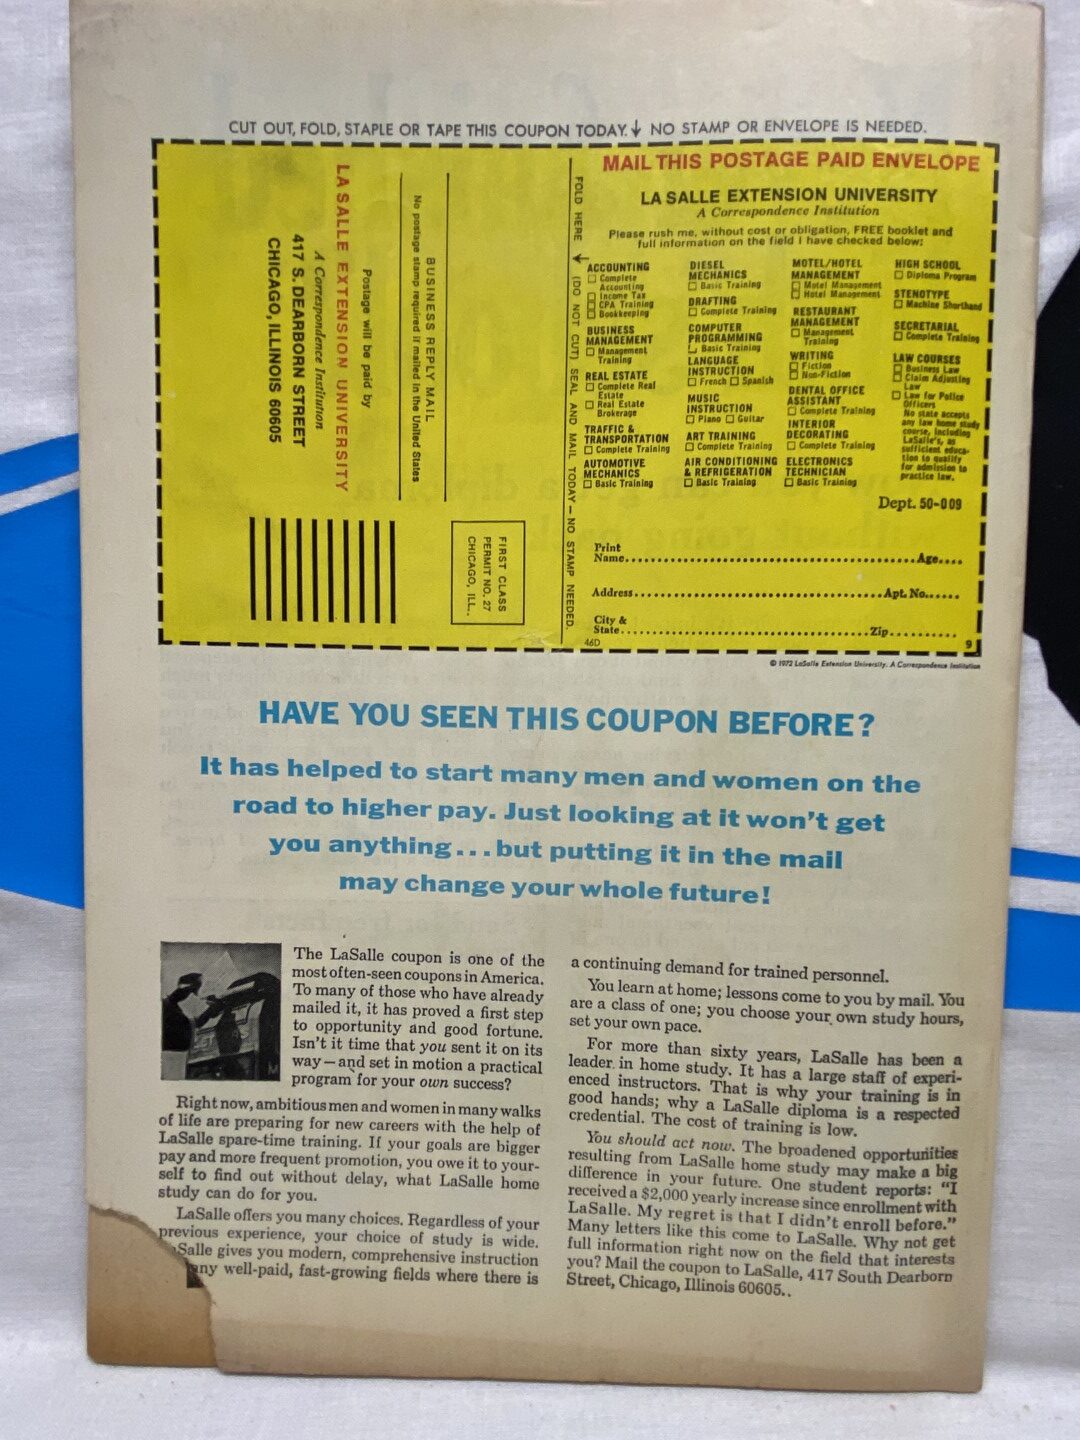 CUT OUT, FOLD, STAPLE OR TAPE THIS COUPON TODAY. ↓ NO STAMP OR ENVELOPE IS NEEDED.
BUSINESS REPLY MAIL
No postage stamp required if mailed in the United States
Postage will be paid by
LA SALLE EXTENSION UNIVERSITY
A Correspondence Institution
417 S. DEARBORN STREET
CHICAGO, ILLINOIS 60605
FIRST CLASS
PERMIT NO. 27
CHICAGO, ILL..
FOLD HERE ↓ (DO NOT CUT) SEAL AND MAIL TODAY — NO STAMP NEEDED.
MAIL THIS POSTAGE PAID ENVELOPE
LA SALLE EXTENSION UNIVERSITY
A Correspondence Institution
Please rush me, without cost or obligation, FREE booklet and
full information on the field I have checked below:
ACCOUNTING
☐ Complete
Accounting
☐ Income Tax
☐ CPA Training
☐ Bookkeeping
BUSINESS
MANAGEMENT
☐ Management
Training
REAL ESTATE
☐ Complete Real
Estate
☐ Real Estate
Brokerage
TRAFFIC &
TRANSPORTATION
☐ Complete Training
AUTOMOTIVE
MECHANICS
☐ Basic Training
DIESEL
MECHANICS
☐ Basic Training
DRAFTING
☐ Complete Training
COMPUTER
PROGRAMMING
☐ Basic Training
LANGUAGE
INSTRUCTION
☐ French ☐ Spanish
MUSIC
INSTRUCTION
☐ Piano ☐ Guitar
ART TRAINING
☐ Complete Training
AIR CONDITIONING
& REFRIGERATION
☐ Basic Training
MOTEL/HOTEL
MANAGEMENT
☐ Motel Management
☐ Hotel Management
RESTAURANT
MANAGEMENT
☐ Management
Training
WRITING
☐ Fiction
☐ Non-Fiction
DENTAL OFFICE
ASSISTANT
☐ Complete Training
INTERIOR
DECORATING
☐ Complete Training
ELECTRONICS
TECHNICIAN
☐ Basic Training
HIGH SCHOOL
☐ Diploma Program
STENOTYPE
☐ Machine Shorthand
SECRETARIAL
☐ Complete Training
LAW COURSES
☐ Business Law
☐ Claim Adjusting
Law
☐ Law for Police
Officers
No state accepts
any law home study
course, including
LaSalle's, as
sufficient educa-
tion to qualify
for admission to
practice law.
Dept. 50-009
Print
Name........Age....
Address........Apt. No......
City &
State........Zip..........
46D
9
© 1972 LaSalle Extension University. A Correspondence Institution
HAVE YOU SEEN THIS COUPON BEFORE?
It has helped to start many men and women on the
road to higher pay. Just looking at it won't get
you anything...but putting it in the mail
may change your whole future!
The LaSalle coupon is one of the
most often-seen coupons in America.
To many of those who have already
mailed it, it has proved a first step
to opportunity and good fortune.
Isn't it time that you sent it on its
way—and set in motion a practical
program for your own success?
Right now, ambitious men and women in many walks
of life are preparing for new careers with the help of
LaSalle spare-time training. If your goals are bigger
pay and more frequent promotion, you owe it to your-
self to find out without delay, what LaSalle home
study can do for you.
LaSalle offers you many choices. Regardless of your
previous experience, your choice of study is wide.
LaSalle gives you modern, comprehensive instruction
any well-paid, fast-growing fields where there is
a continuing demand for trained personnel.
You learn at home; lessons come to you by mail. You
are a class of one; you choose your own study hours,
set your own pace.
For more than sixty years, LaSalle has been a
leader in home study. It has a large staff of experi-
enced instructors. That is why your training is in
good hands; why a LaSalle diploma is a respected
credential. The cost of training is low.
You should act now. The broadened opportunities
resulting from LaSalle home study may make a big
difference in your future. One student reports: "I
received a $2,000 yearly increase since enrollment with
LaSalle. My regret is that I didn't enroll before."
Many letters like this come to LaSalle. Why not get
full information right now on the field that interests
you? Mail the coupon to LaSalle, 417 South Dearborn
Street, Chicago, Illinois 60605..